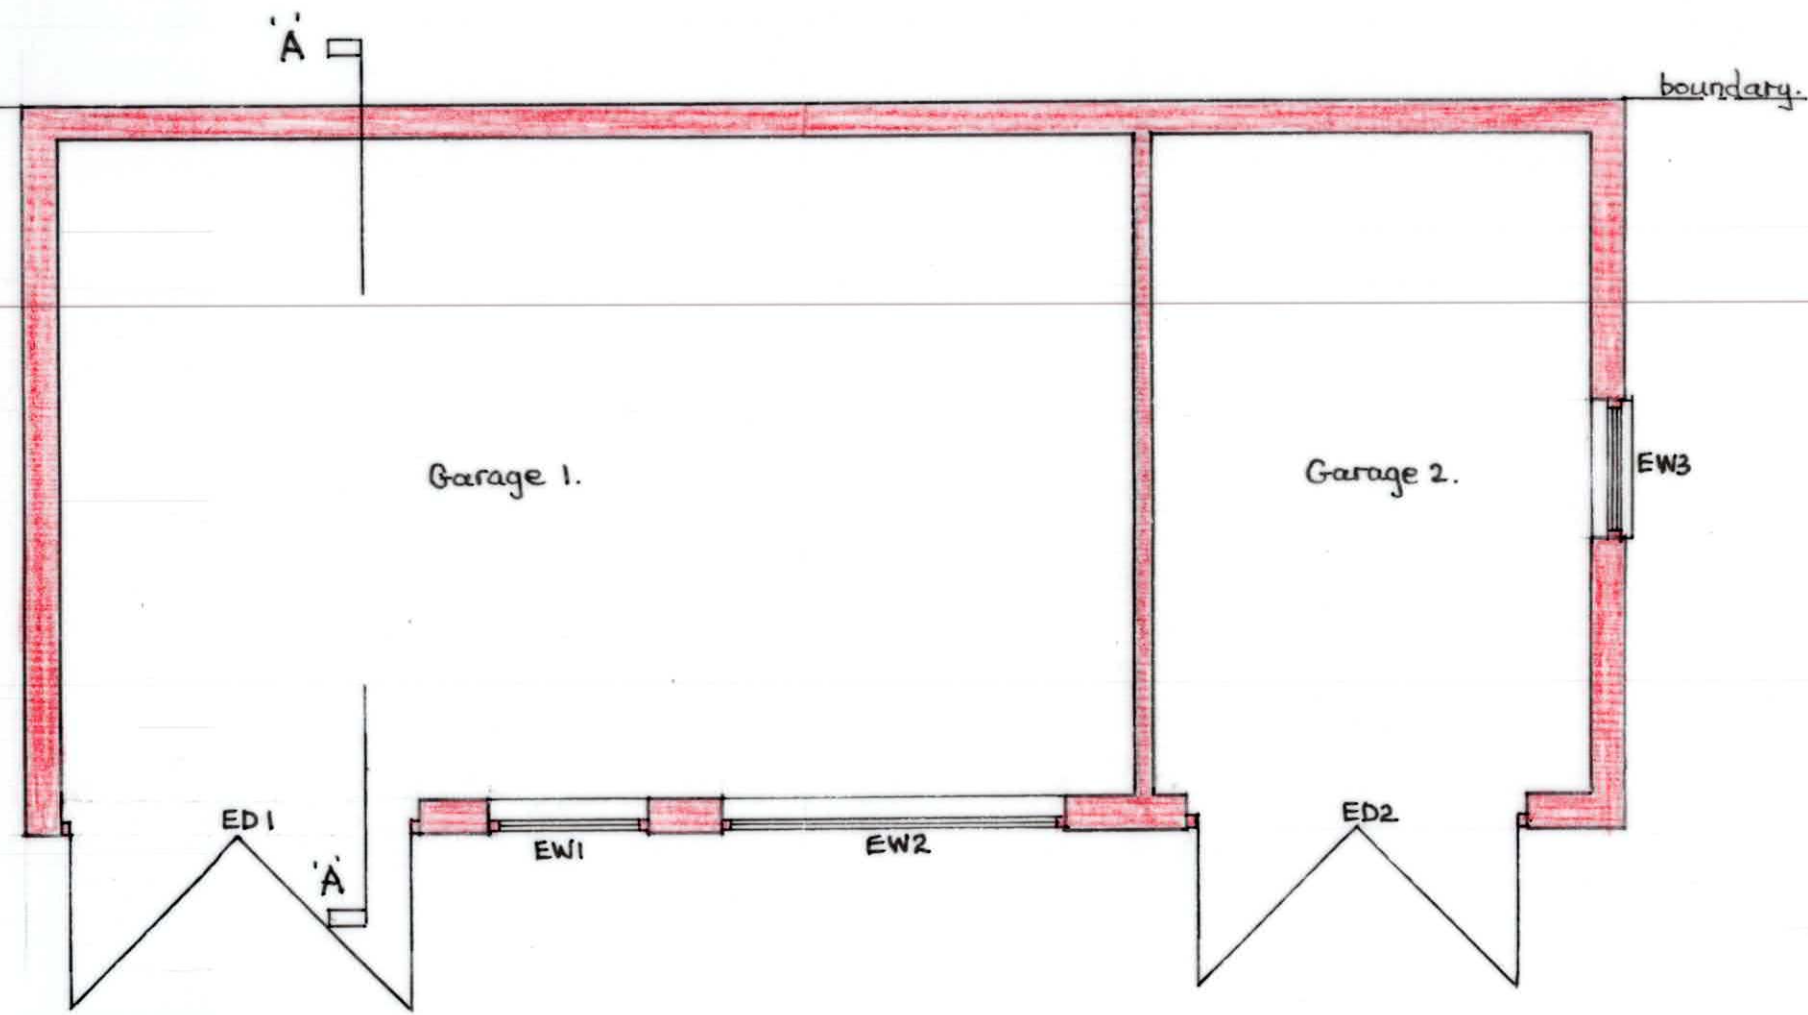 'A'
boundary.
Garage 1.
Garage 2.
EW3
ED1
ED2
EW1
EW2
'A'